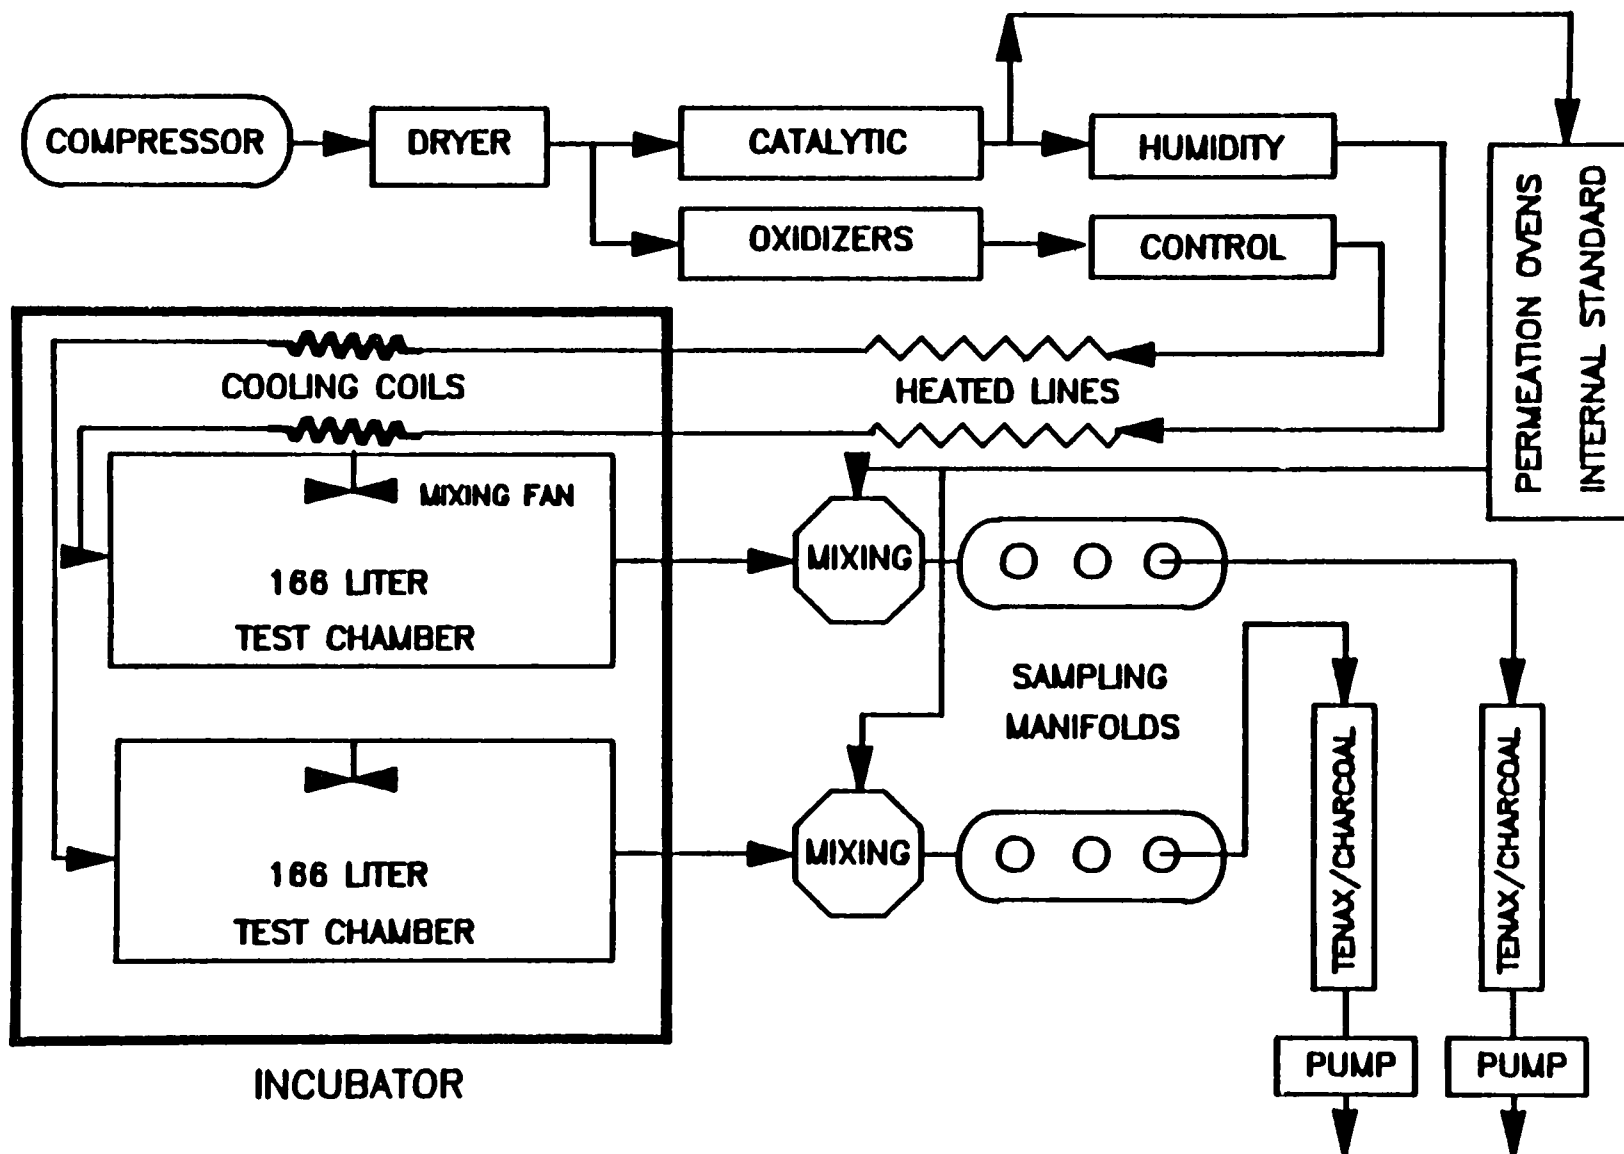 COMPRESSOR
DRYER
CATALYTIC
HUMIDITY
OXIDIZERS
CONTROL
PERMEATION OVENS
INTERNAL STANDARD
COOLING COILS
HEATED LINES
MIXING FAN
166 LITER
TEST CHAMBER
MIXING
SAMPLING
MANIFOLDS
166 LITER
TEST CHAMBER
MIXING
TENAX/CHARCOAL
TENAX/CHARCOAL
PUMP
PUMP
INCUBATOR